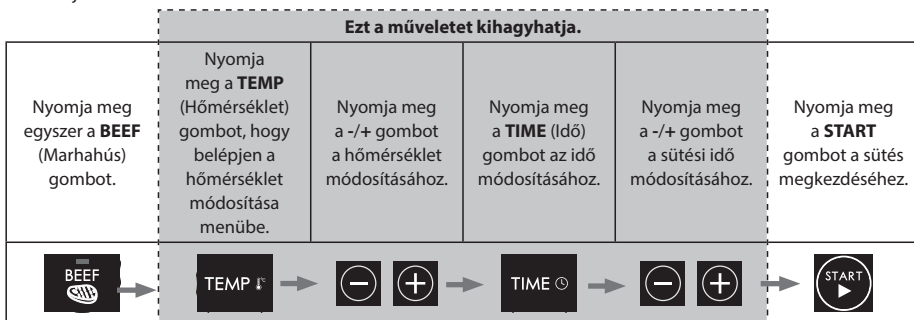 Ezt a műveletet kihagyhatja.
Nyomja meg
egyszer a BEEF
(Marhahús)
gombot.
Nyomja
meg a TEMP
(Hőmérséklet)
gombot, hogy
belépjen a
hőmérséklet
módosítása
menübe.
Nyomja meg
a -/+ gombot
a hőmérséklet
módosításához.
Nyomja meg
a TIME (Idő)
gombot az idő
módosításához.
Nyomja meg
a -/+ gombot
a sütési idő
módosításához.
Nyomja meg
a START
gombot a sütés
megkezdéséhez.
BEEF
TEMP
TIME
START